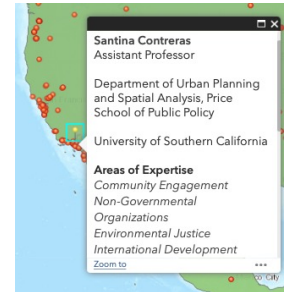 Santina Contreras
Assistant Professor
Department of Urban Planning
and Spatial Analysis, Price
School of Public Policy
University of Southern California
Areas of Expertise
Community Engagement
Non-Governmental
Organizations
Environmental Justice
International Development
Zoom to
City